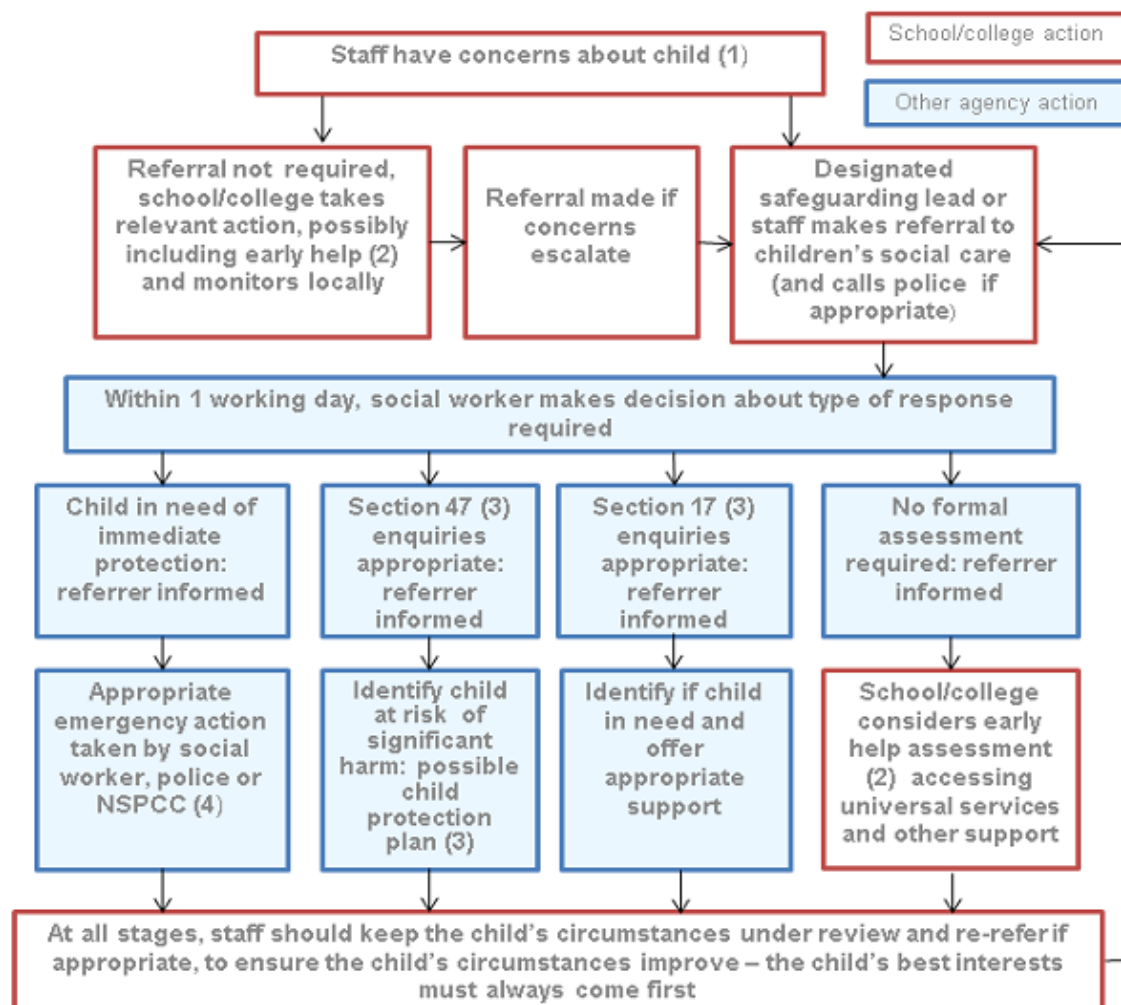 School/college action
Staff have concerns about child (1)
Other agency action
Referral not required,
school/college takes
relevant action, possibly
including early help (2)
and monitors locally
Referral made if
concerns
escalate
Designated
safeguarding lead or
staff makes referral to
children's social care
(and calls police if
appropriate)
Within 1 working day, social worker makes decision about type of response
required
Child in need of
immediate
protection:
referrer informed
Section 47 (3)
enquiries
appropriate:
referrer
informed
Section 17 (3)
enquiries
appropriate:
referrer
informed
No formal
assessment
required: referrer
informed
Appropriate
emergency action
taken by social
worker, police or
NSPCC (4)
Identify child
at risk of
significant
harm: possible
child
protection
plan (3)
Identify if child
in need and
offer
appropriate
support
School/college
considers early
help assessment
(2) accessing
universal services
and other support
At all stages, staff should keep the child's circumstances under review and re-refer if
appropriate, to ensure the child's circumstances improve – the child's best interests
must always come first